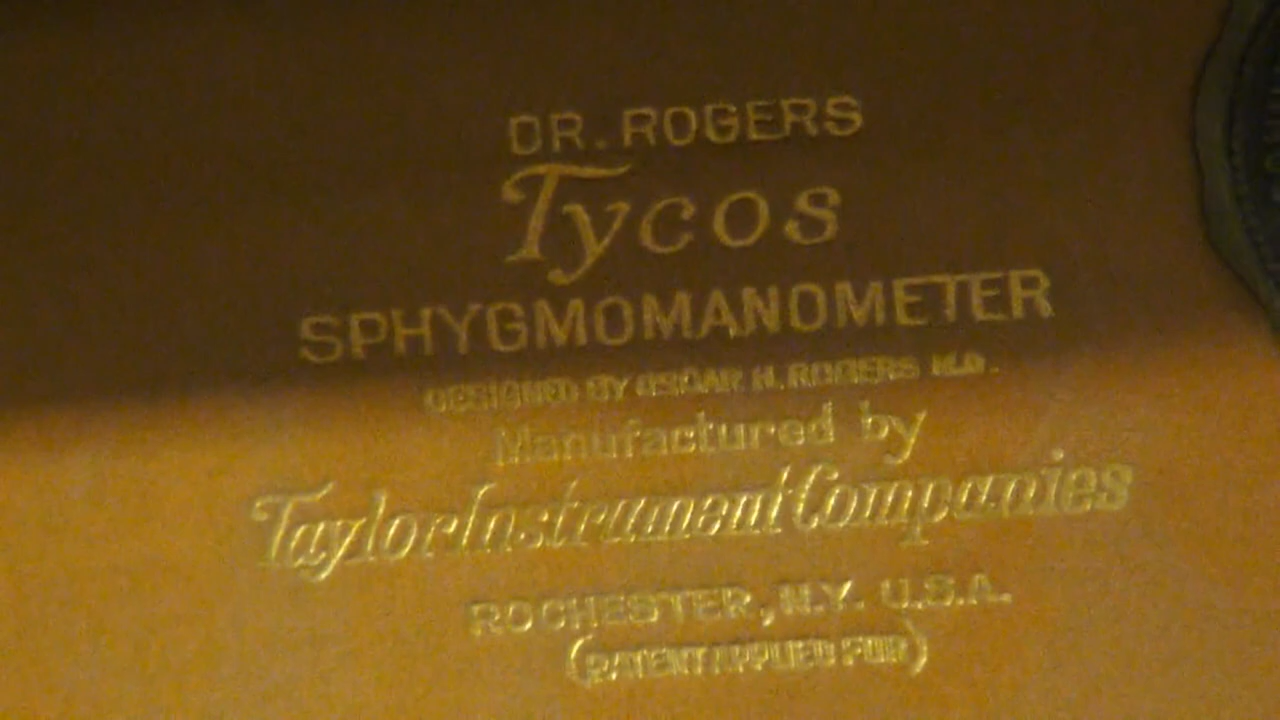 DR. ROGERS
Tycos
SPHYGMOMANOMETER
DESIGNED BY OSCAR H. ROGERS M.D.
Manufactured by
Taylor Instrument Companies
ROCHESTER, N.Y. U.S.A.
(PATENT APPLIED FOR)